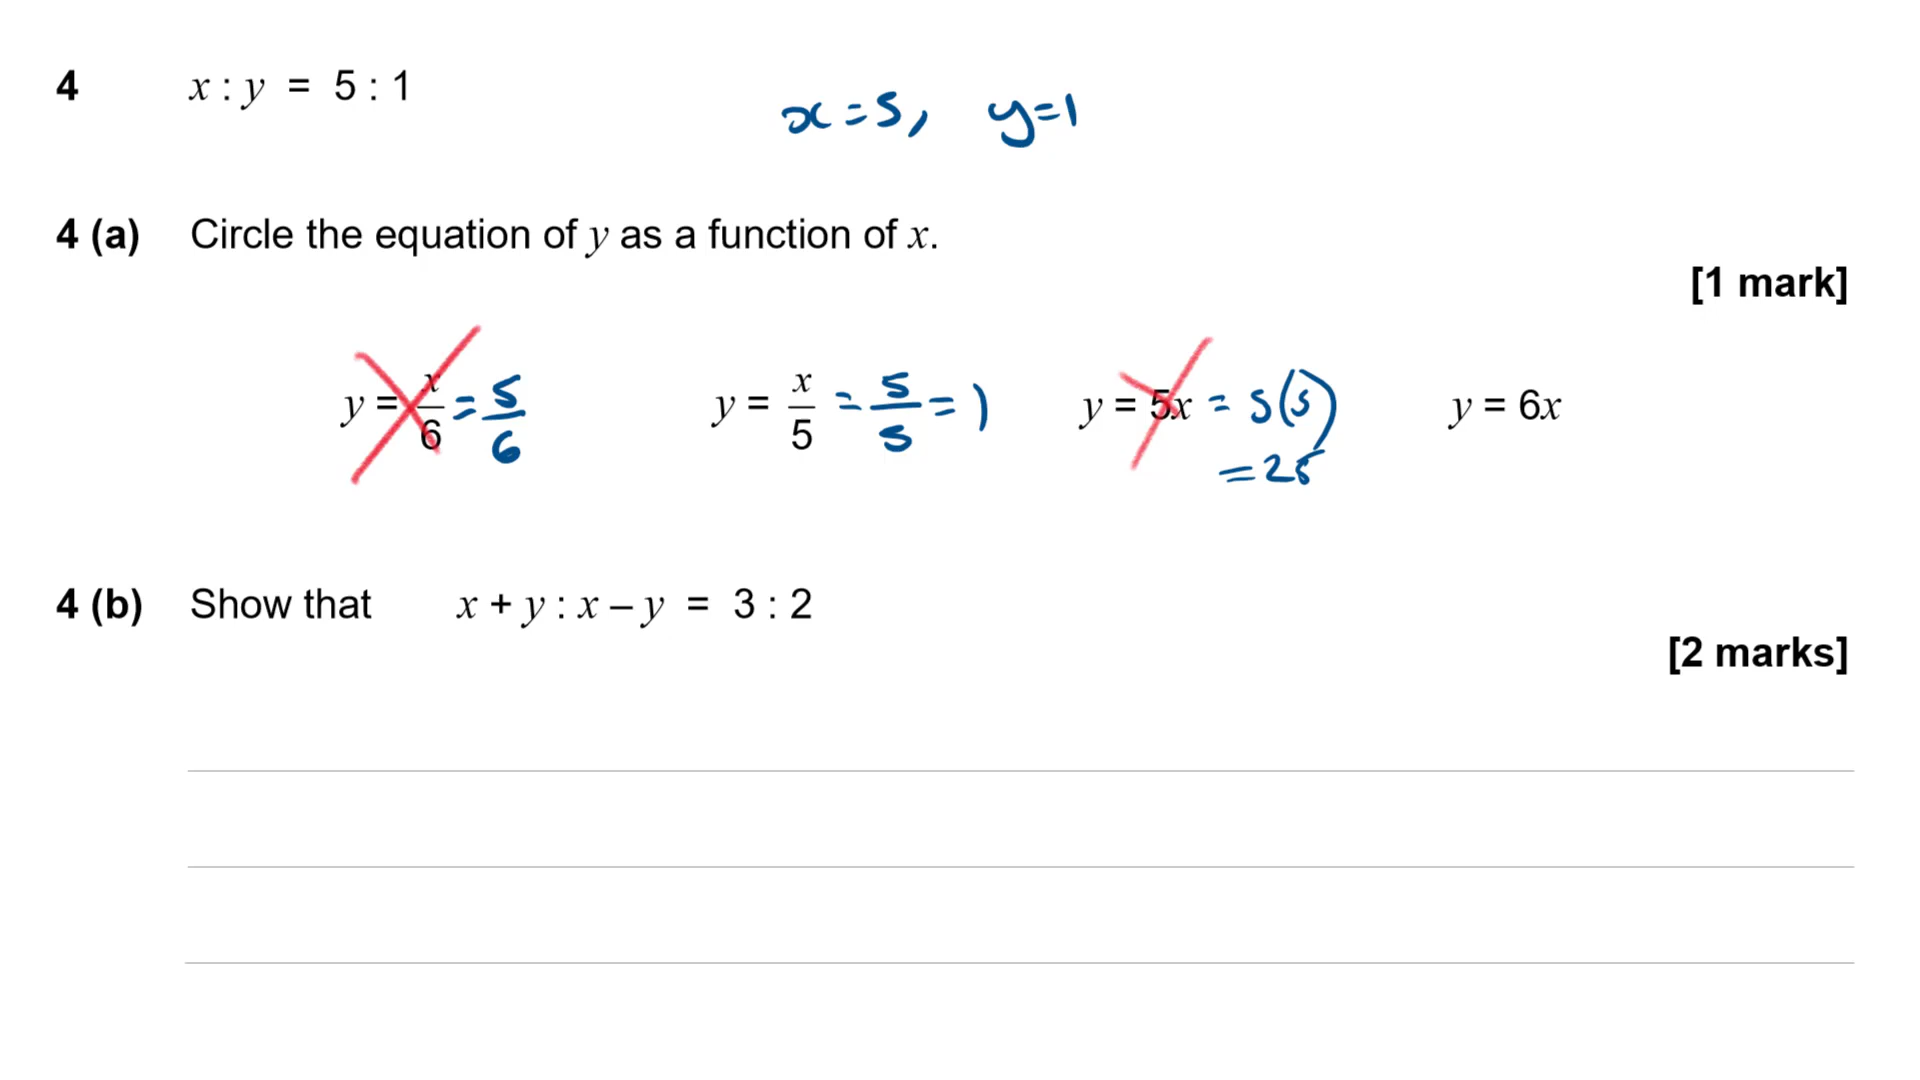 4 x : y = 5 : 1 x = 5, y = 1
4 (a) Circle the equation of y as a function of x.
[1 mark]
y = x/6 = 5/6 y = x/5 = 5/5 = 1 y = 5x = 5(5) y = 6x
= 25
4 (b) Show that x + y : x – y = 3 : 2
[2 marks]